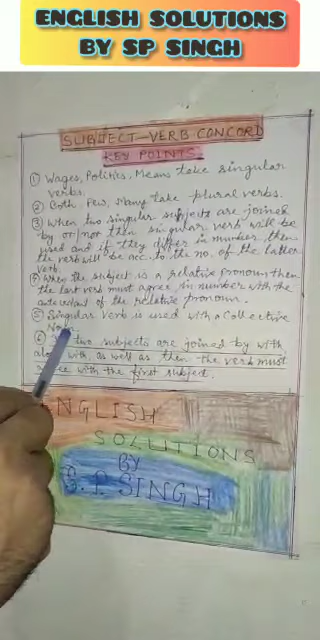 ENGLISH SOLUTIONS
BY SP SINGH
SUBJECT-VERB CONCORD
KEY POINTS
① Wages, Politics, Means take singular
verbs.
② Both, Few, Many take plural verbs.
③ When two singular subjects are joined
by or/not then singular verb will be
used and if they differ in number, then
the verb will be acc. to the no. of the latter
verb.
④ When the subject is a relative pronoun then
the verb must agree in number with the
antecedent of the relative pronoun.
⑤ Singular verb is used with a Collective
Noun.
⑥ two subjects are joined by with
along with, as well as then the verb must
agree with the first subject.
ENGLISH
SOLUTIONS
BY
S. P. SINGH